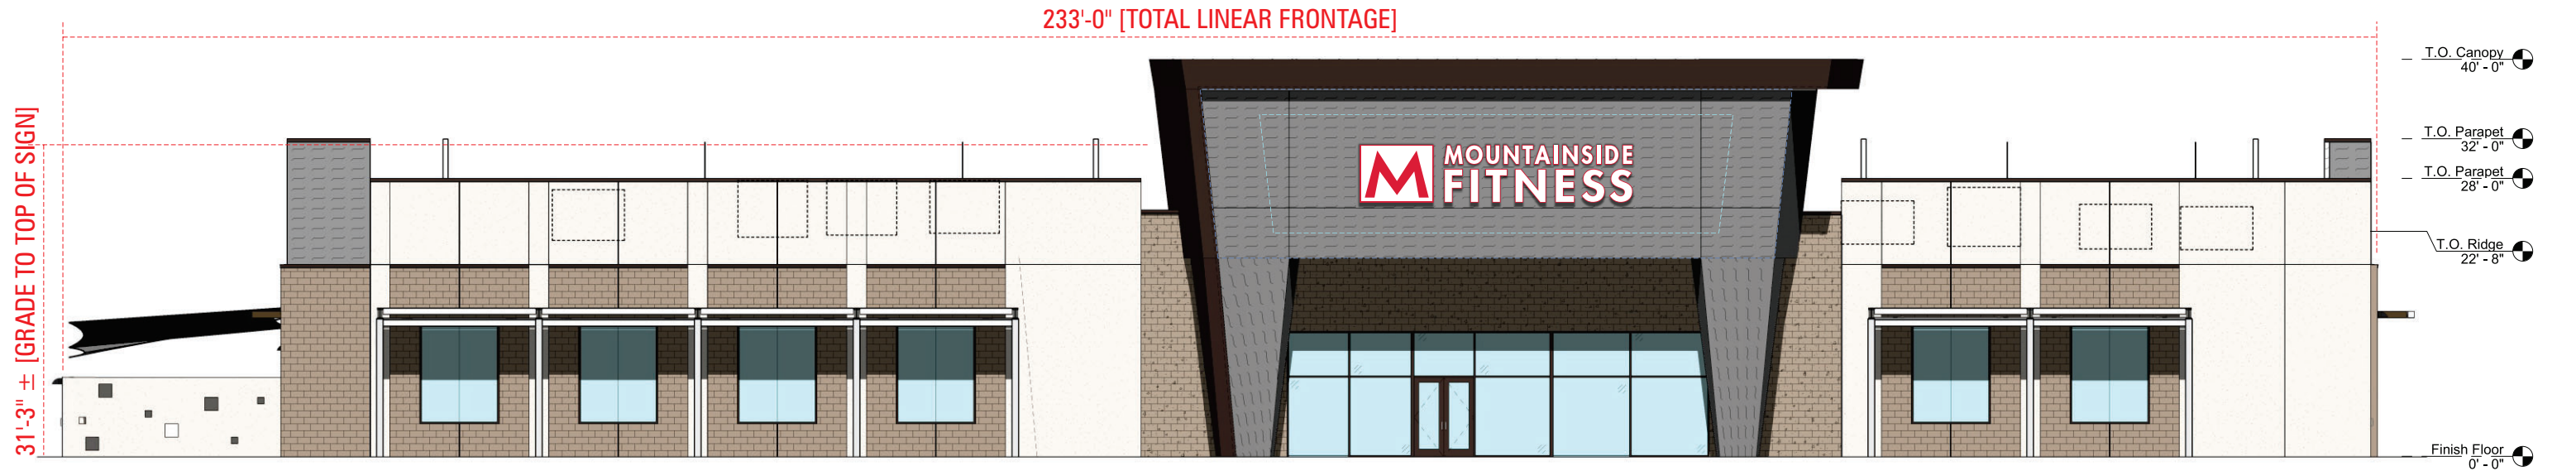 233'-0" [TOTAL LINEAR FRONTAGE]
31'-3" ± [GRADE TO TOP OF SIGN]
M MOUNTAINSIDE
FITNESS
T.O. Canopy
40' - 0"
T.O. Parapet
32' - 0"
T.O. Parapet
28' - 0"
T.O. Ridge
22' - 8"
Finish Floor
0' - 0"